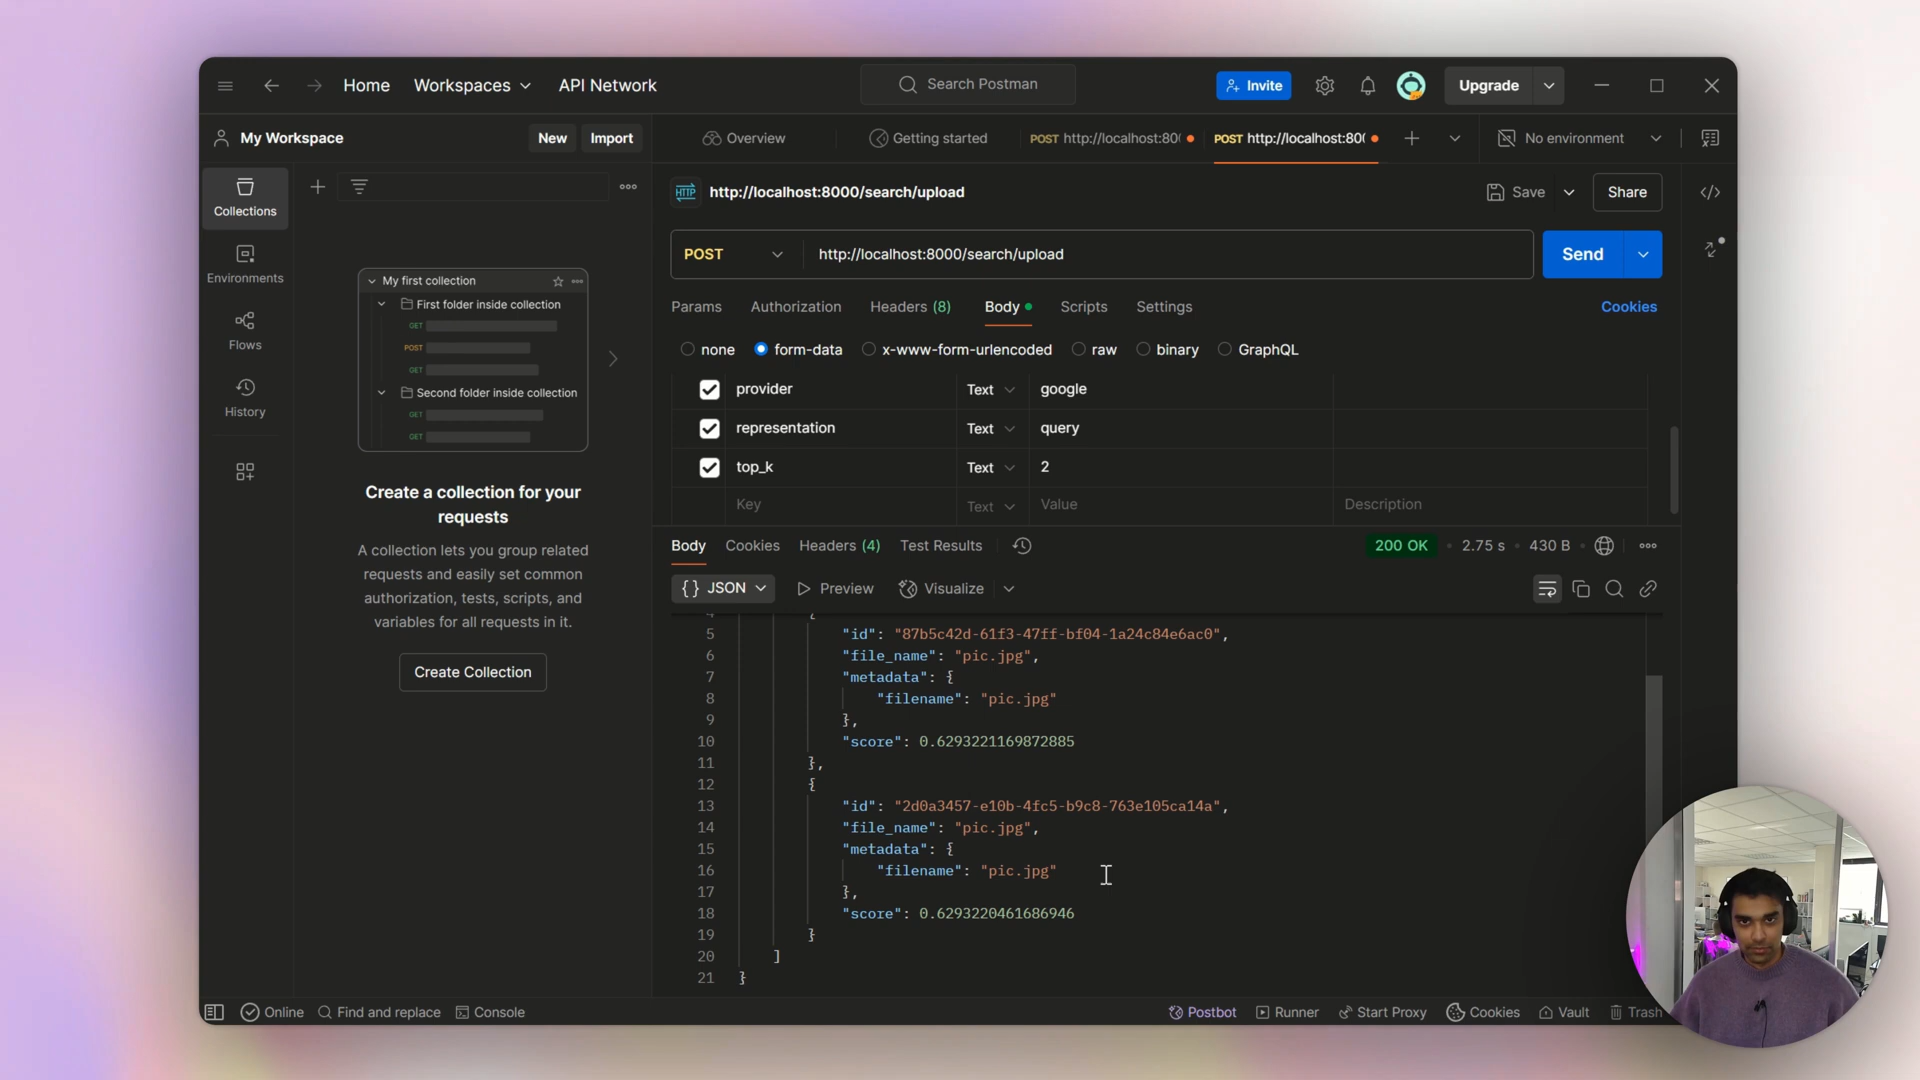 Home Workspaces API Network Search Postman Invite Upgrade
My Workspace New Import Overview Getting started POST http://localhost:80 POST http://localhost:80 No environment
Collections
Environments
Flows
History
My first collection
First folder inside collection
GET
POST
GET
Second folder inside collection
GET
GET
Create a collection for your
requests
A collection lets you group related
requests and easily set common
authorization, tests, scripts, and
variables for all requests in it.
Create Collection
HTTP http://localhost:8000/search/upload Save Share
POST http://localhost:8000/search/upload Send
Params Authorization Headers (8) Body Scripts Settings Cookies
none form-data x-www-form-urlencoded raw binary GraphQL
provider Text google
representation Text query
top_k Text 2
Key Text Value Description
Body Cookies Headers (4) Test Results 200 OK • 2.75 s • 430 B
{} JSON Preview Visualize
4 {
5 "id": "87b5c42d-61f3-47ff-bf04-1a24c84e6ac0",
6 "file_name": "pic.jpg",
7 "metadata": {
8 "filename": "pic.jpg"
9 },
10 "score": 0.6293221169872885
11 },
12 {
13 "id": "2d0a3457-e10b-4fc5-b9c8-763e105ca14a",
14 "file_name": "pic.jpg",
15 "metadata": {
16 "filename": "pic.jpg"
17 },
18 "score": 0.6293220461686946
19 }
20 ]
21 }
Online Find and replace Console Postbot Runner Start Proxy Cookies Vault Trash